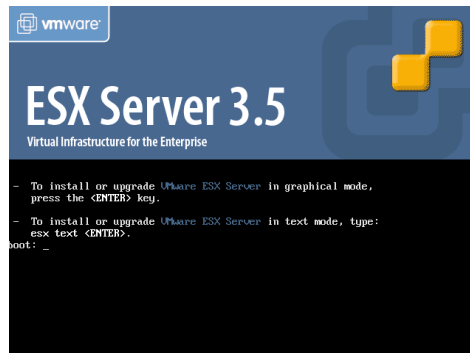 vmware
ESX Server 3.5
Virtual Infrastructure for the Enterprise
-  To install or upgrade VMware ESX Server in graphical mode,
press the <ENTER> key.
-  To install or upgrade VMware ESX Server in text mode, type:
esx text <ENTER>.
boot: _